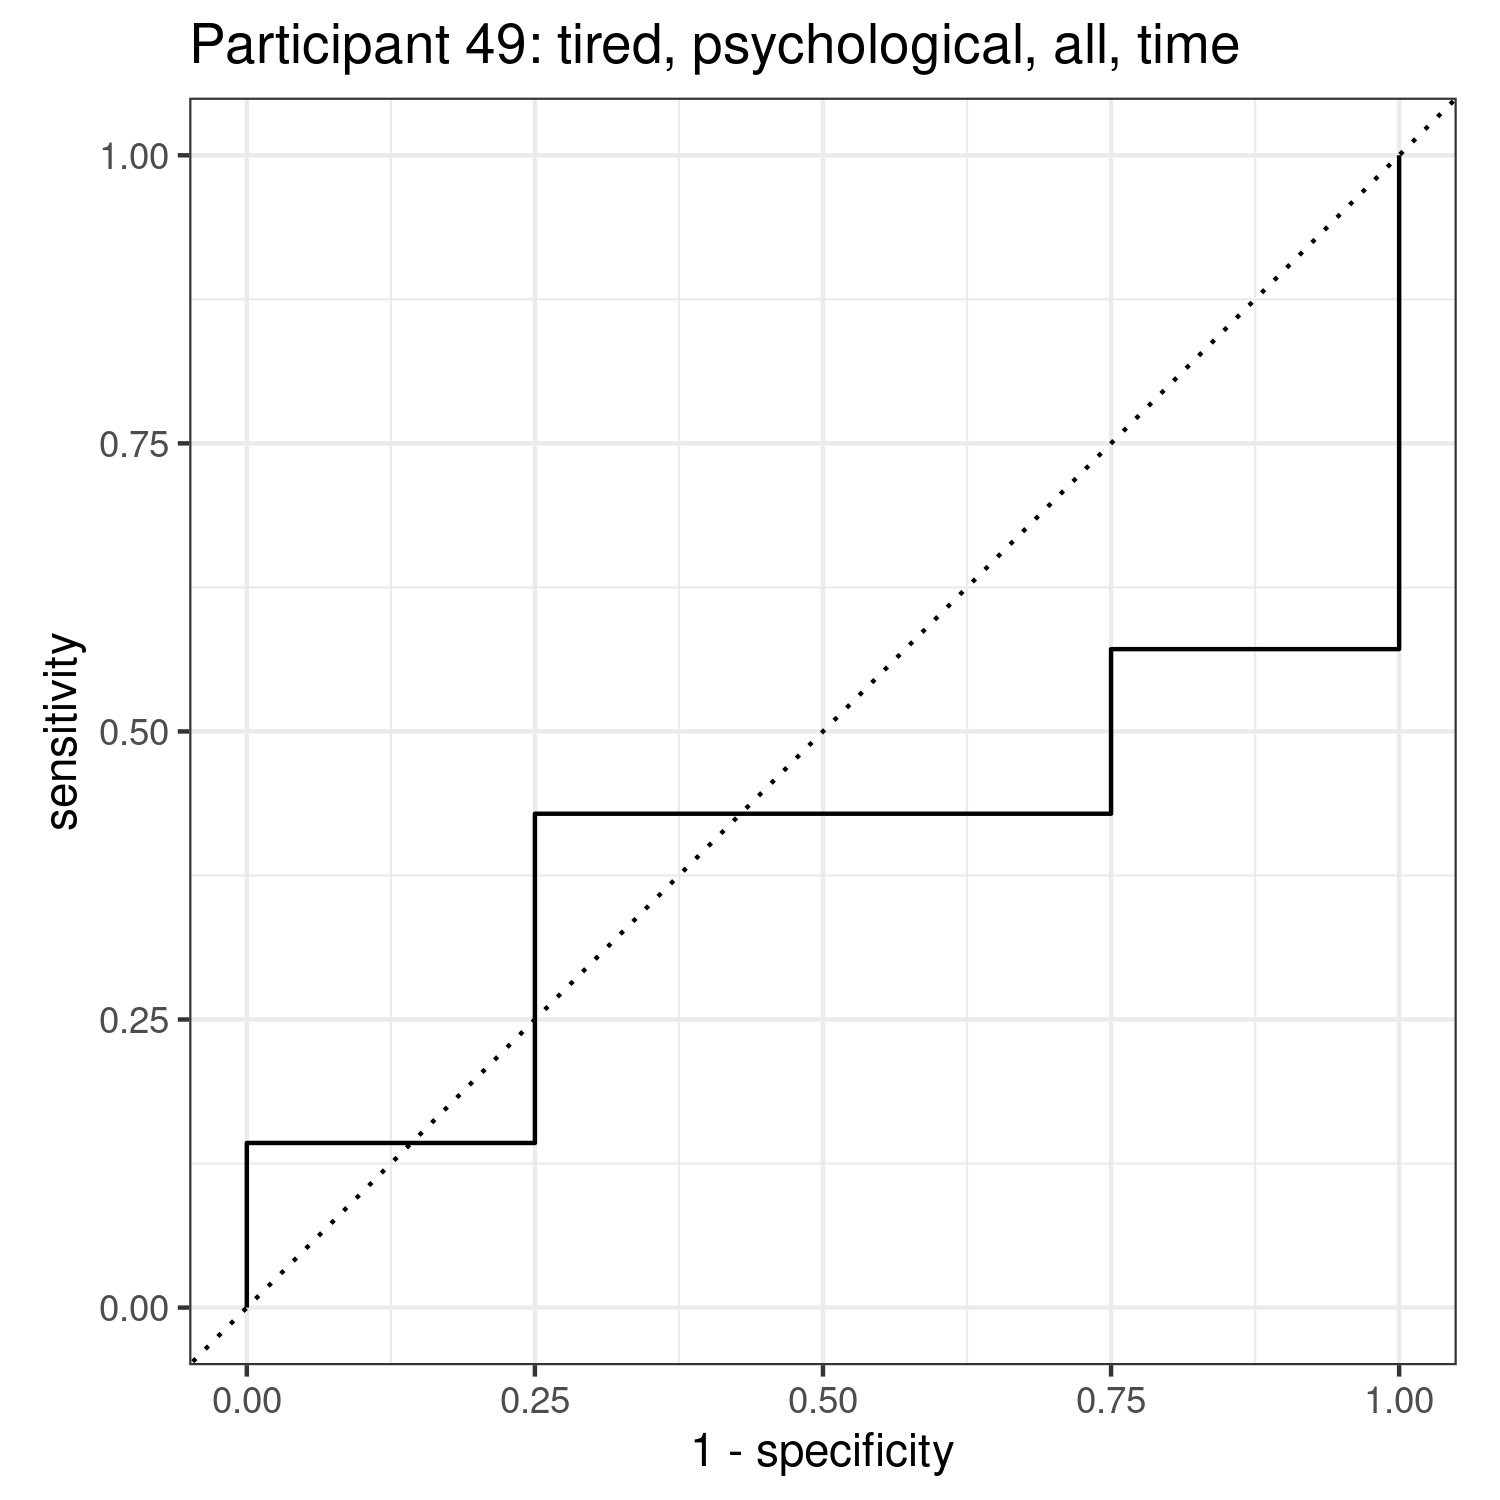 Participant 49: tired, psychological, all, time
1.00
0.75
0.50
0.25
0.00
sensitivity
0.00 0.25 0.50 0.75 1.00
1 - specificity